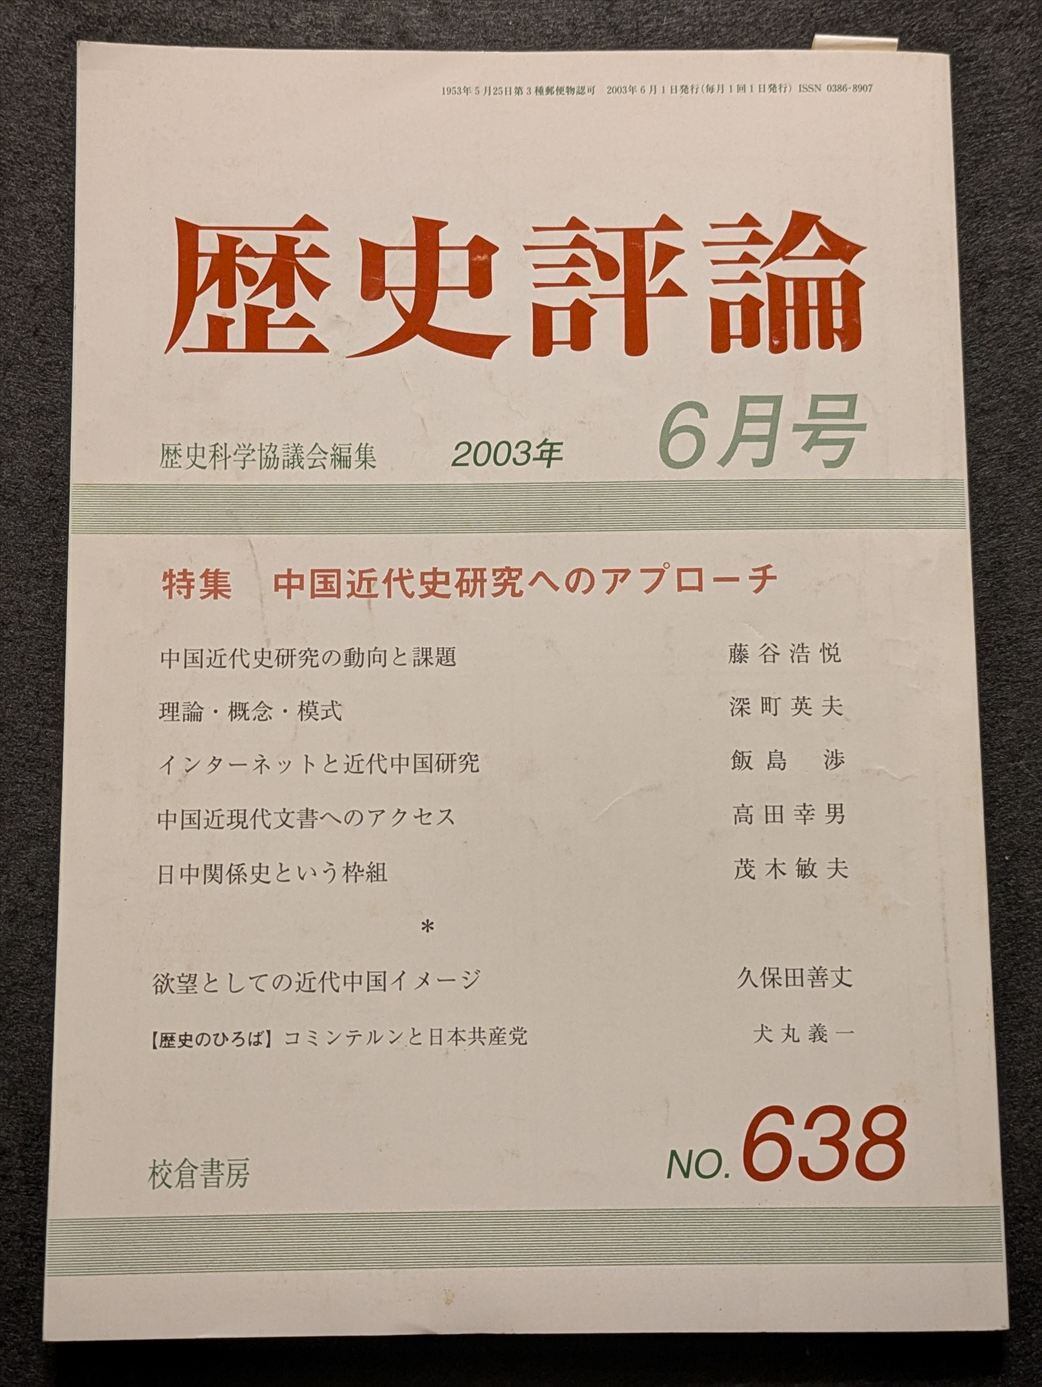 1953年5月25日第3種郵便物認可 2003年6月1日発行(毎月1回1日発行) ISSN 0386-8907
歴史評論
歴史科学協議会編集 2003年 6月号
特集 中国近代史研究へのアプローチ
中国近代史研究の動向と課題 藤谷浩悦
理論・概念・模式 深町英夫
インターネットと近代中国研究 飯島 渉
中国近現代文書へのアクセス 高田幸男
日中関係史という枠組 茂木敏夫
*
欲望としての近代中国イメージ 久保田善丈
【歴史のひろば】コミンテルンと日本共産党 犬丸義一
校倉書房 NO.638